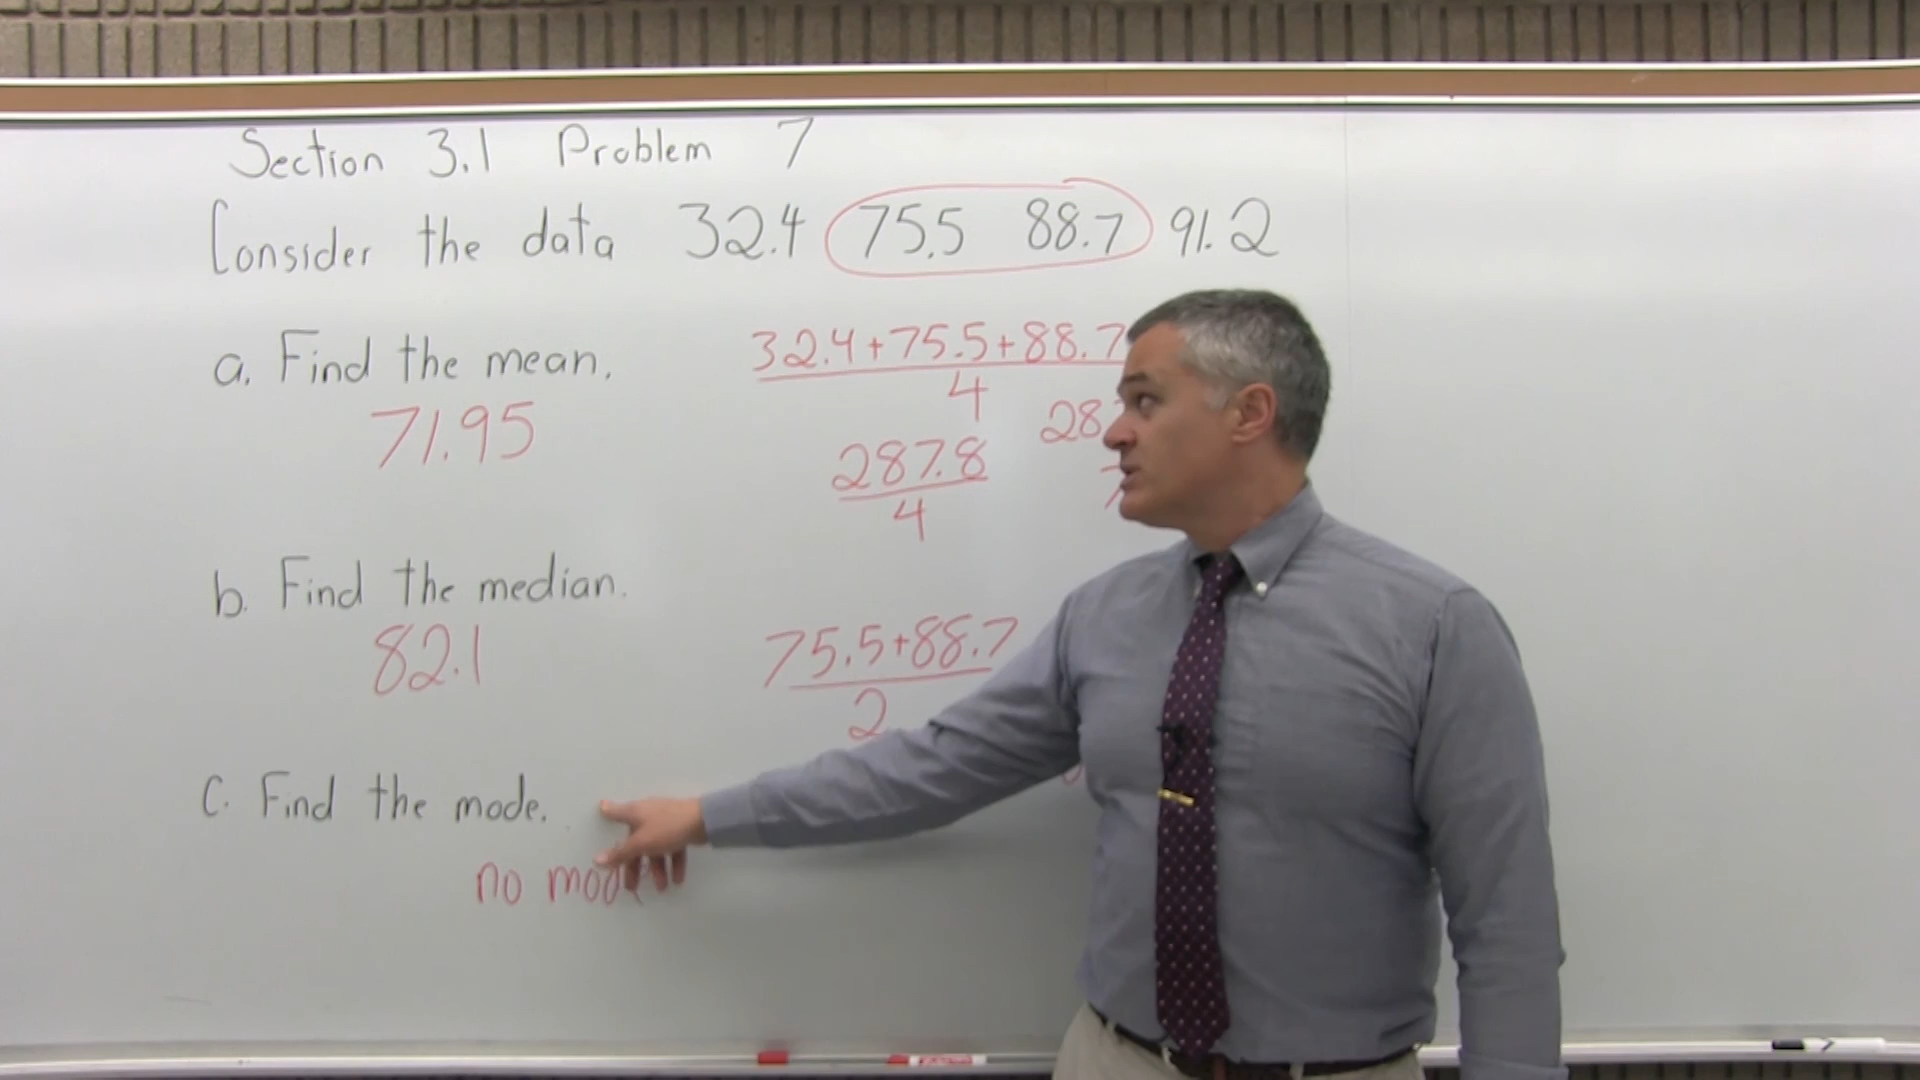 Section 3.1 Problem 7
Consider the data 32.4 75.5 88.7 91.2
a. Find the mean.
71.95
32.4+75.5+88.7
4
287.8
4
b. Find the median.
82.1
75.5+88.7
2
c. Find the mode.
no mode